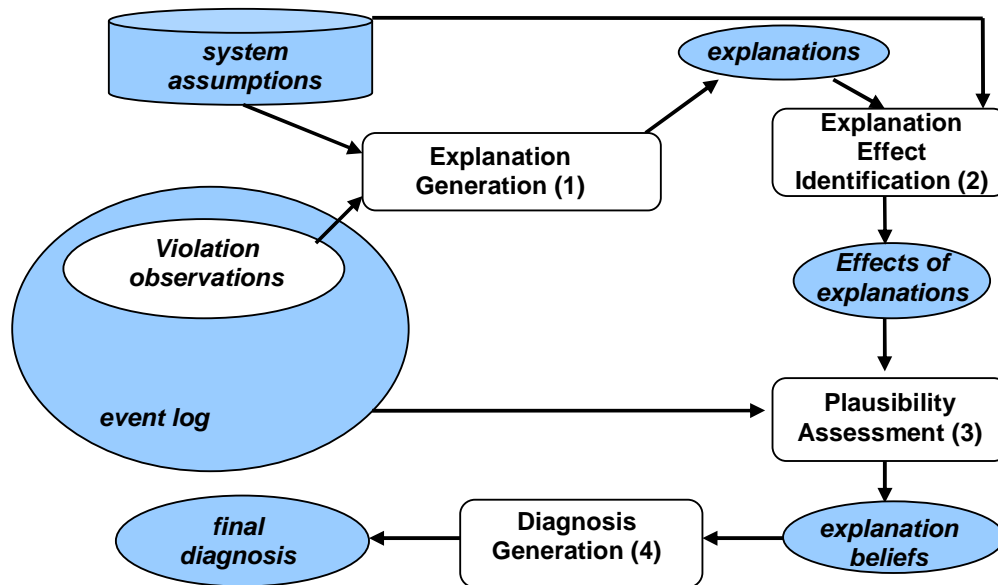 system
assumptions
explanations
Explanation
Effect
Identification (2)
Explanation
Generation (1)
Violation
observations
Effects of
explanations
event log
Plausibility
Assessment (3)
final
diagnosis
Diagnosis
Generation (4)
explanation
beliefs